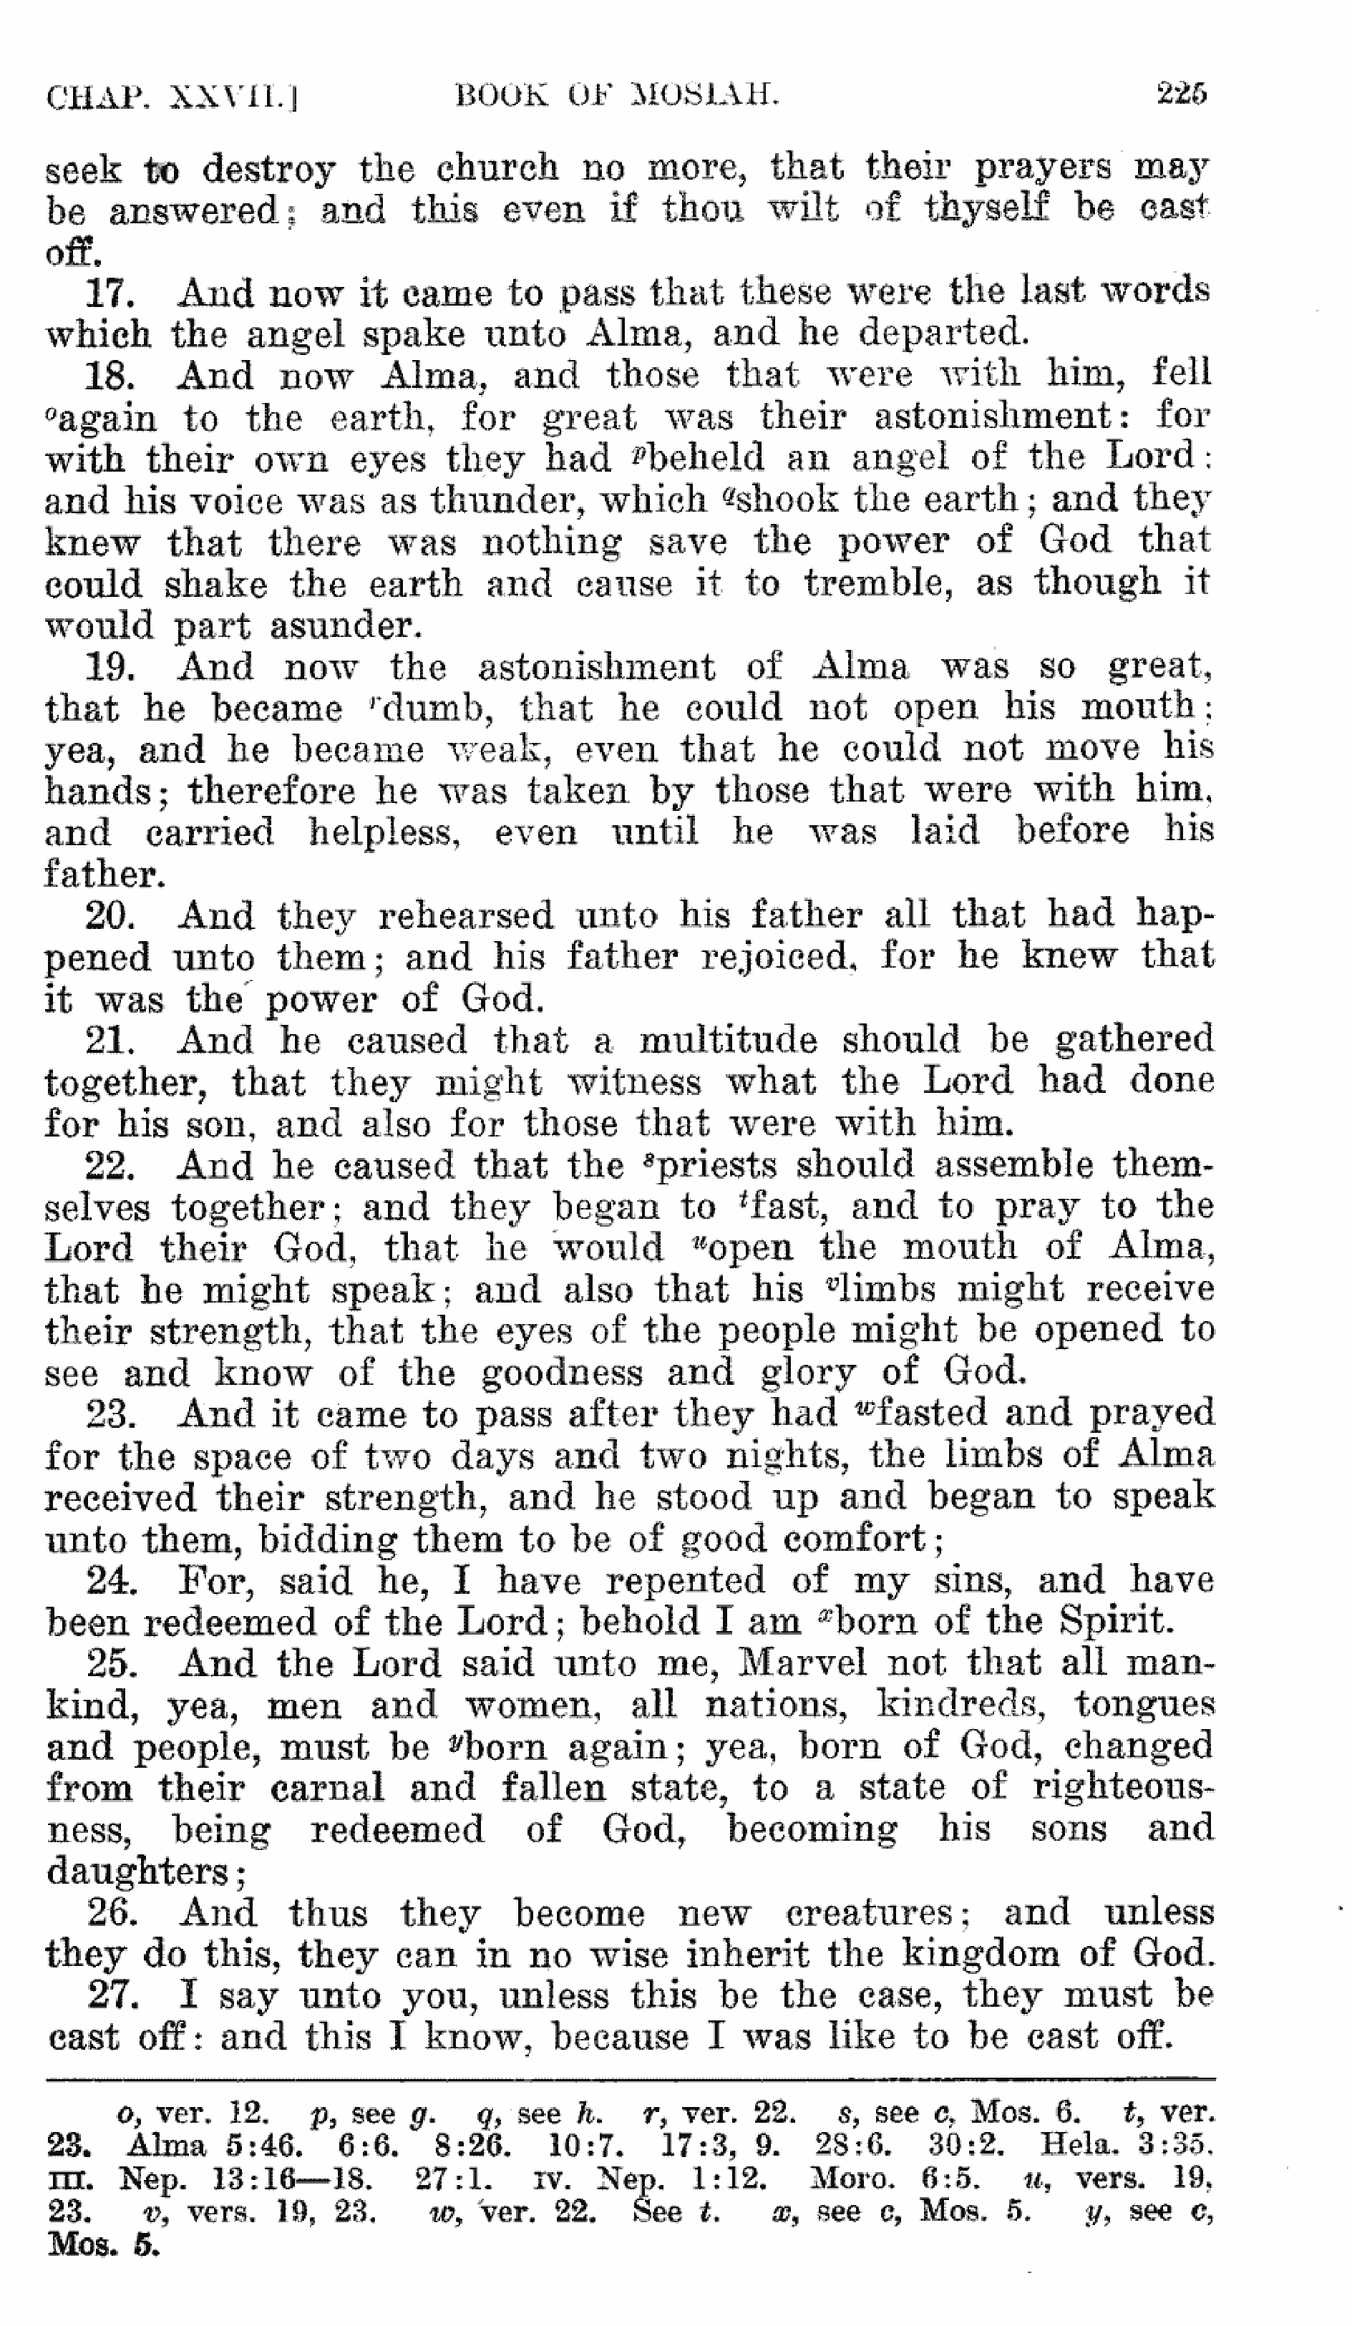 CHAP. XXVII.] BOOK OF MOSIAH. 225
seek to destroy the church no more, that their prayers may
be answered; and this even if thou wilt of thyself be cast
off.
17. And now it came to pass that these were the last words
which the angel spake unto Alma, and he departed.
18. And now Alma, and those that were with him, fell
ᵒagain to the earth, for great was their astonishment: for
with their own eyes they had ᵖbeheld an angel of the Lord:
and his voice was as thunder, which qshook the earth; and they
knew that there was nothing save the power of God that
could shake the earth and cause it to tremble, as though it
would part asunder.
19. And now the astonishment of Alma was so great,
that he became ʳdumb, that he could not open his mouth;
yea, and he became weak, even that he could not move his
hands; therefore he was taken by those that were with him,
and carried helpless, even until he was laid before his
father.
20. And they rehearsed unto his father all that had hap-
pened unto them; and his father rejoiced, for he knew that
it was the power of God.
21. And he caused that a multitude should be gathered
together, that they might witness what the Lord had done
for his son, and also for those that were with him.
22. And he caused that the ˢpriests should assemble them-
selves together; and they began to ᵗfast, and to pray to the
Lord their God, that he would ᵘopen the mouth of Alma,
that he might speak; and also that his ᵛlimbs might receive
their strength, that the eyes of the people might be opened to
see and know of the goodness and glory of God.
23. And it came to pass after they had ʷfasted and prayed
for the space of two days and two nights, the limbs of Alma
received their strength, and he stood up and began to speak
unto them, bidding them to be of good comfort;
24. For, said he, I have repented of my sins, and have
been redeemed of the Lord; behold I am ˣborn of the Spirit.
25. And the Lord said unto me, Marvel not that all man-
kind, yea, men and women, all nations, kindreds, tongues
and people, must be ʸborn again; yea, born of God, changed
from their carnal and fallen state, to a state of righteous-
ness, being redeemed of God, becoming his sons and
daughters;
26. And thus they become new creatures; and unless
they do this, they can in no wise inherit the kingdom of God.
27. I say unto you, unless this be the case, they must be
cast off: and this I know, because I was like to be cast off.
o, ver. 12. p, see g. q, see h. r, ver. 22. s, see c, Mos. 6. t, ver.
23. Alma 5:46. 6:6. 8:26. 10:7. 17:3, 9. 28:6. 30:2. Hela. 3:35.
III. Nep. 13:16—18. 27:1. IV. Nep. 1:12. Moro. 6:5. u, vers. 19,
23. v, vers. 19, 23. w, ver. 22. See t. x, see c, Mos. 5. y, see c,
Mos. 5.